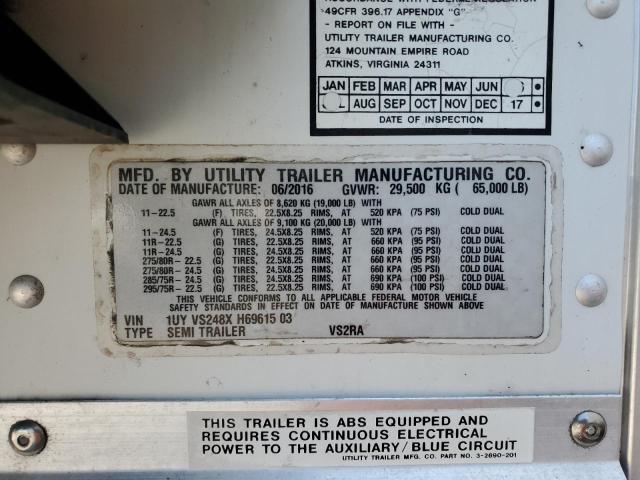 ACCORDANCE WITH FEDERAL REGULATION
49CFR 396.17 APPENDIX "G"
- REPORT ON FILE WITH -
UTILITY TRAILER MANUFACTURING CO.
124 MOUNTAIN EMPIRE ROAD
ATKINS, VIRGINIA 24311
JAN FEB MAR APR MAY JUN
AUG SEP OCT NOV DEC 17
DATE OF INSPECTION
MFD. BY UTILITY TRAILER MANUFACTURING CO.
DATE OF MANUFACTURE: 06/2016 GVWR: 29,500 KG ( 65,000 LB)
GAWR ALL AXLES OF 8,620 KG (19,000 LB) WITH
11-22.5 (F) TIRES, 22.5X8.25 RIMS, AT 520 KPA (75 PSI) COLD DUAL
GAWR ALL AXLES OF 9,100 KG (20,000 LB) WITH
11-24.5 (F) TIRES, 24.5X8.25 RIMS, AT 520 KPA (75 PSI) COLD DUAL
11R-22.5 (G) TIRES, 22.5X8.25 RIMS, AT 660 KPA (95 PSI) COLD DUAL
11R-24.5 (G) TIRES, 24.5X8.25 RIMS, AT 660 KPA (95 PSI) COLD DUAL
275/80R-22.5 (G) TIRES, 22.5X8.25 RIMS, AT 660 KPA (95 PSI) COLD DUAL
275/80R-24.5 (G) TIRES, 24.5X8.25 RIMS, AT 660 KPA (95 PSI) COLD DUAL
285/75R-24.5 (G) TIRES, 24.5X8.25 RIMS, AT 690 KPA (100 PSI) COLD DUAL
295/75R-22.5 (G) TIRES, 22.5X8.25 RIMS, AT 690 KPA (100 PSI) COLD DUAL
THIS VEHICLE CONFORMS TO ALL APPLICABLE FEDERAL MOTOR VEHICLE
SAFETY STANDARDS IN EFFECT ON DATE OF MANUFACTURE SHOWN ABOVE
VIN 1UY VS248X H69615 03
TYPE SEMI TRAILER VS2RA
THIS TRAILER IS ABS EQUIPPED AND
REQUIRES CONTINUOUS ELECTRICAL
POWER TO THE AUXILIARY/BLUE CIRCUIT
UTILITY TRAILER MFG. CO. PART NO. 3-2890-201